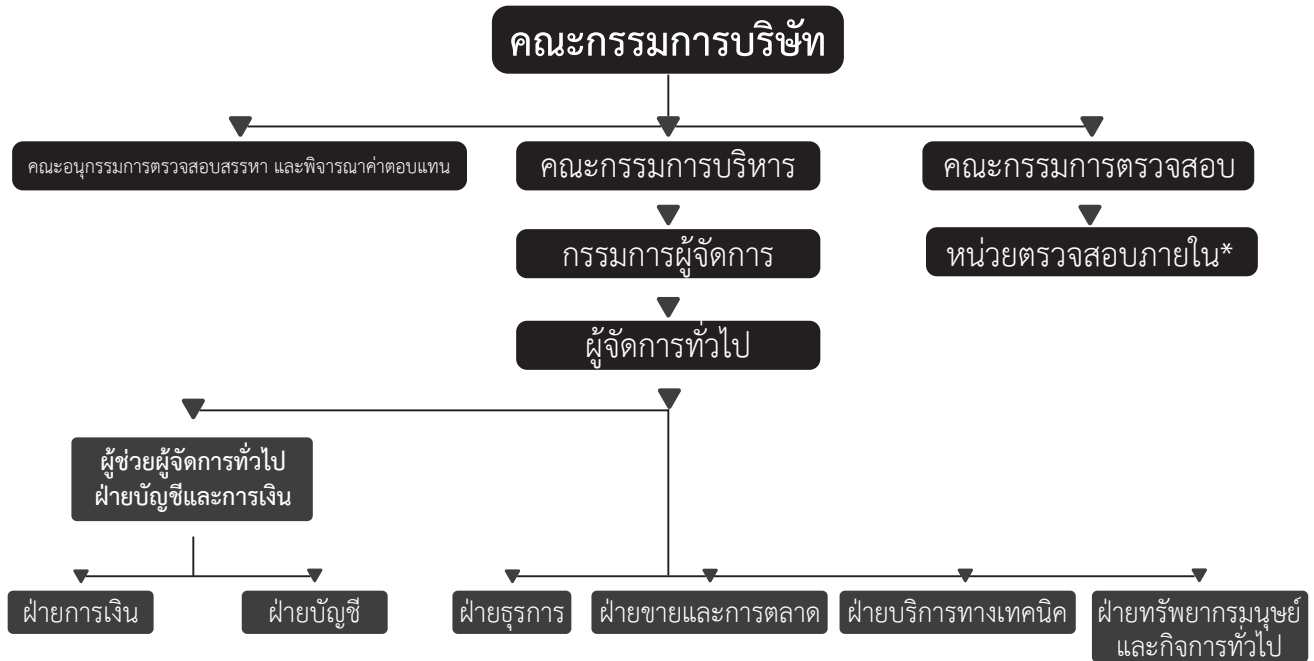 คณะกรรมการบริษัท
คณะอนุกรรมการตรวจสอบสรรหา และพิจารณาค่าตอบแทน
คณะกรรมการบริหาร
คณะกรรมการตรวจสอบ
กรรมการผู้จัดการ
หน่วยตรวจสอบภายใน*
ผู้จัดการทั่วไป
ผู้ช่วยผู้จัดการทั่วไป
ฝ่ายบัญชีและการเงิน
ฝ่ายการเงิน
ฝ่ายบัญชี
ฝ่ายธุรการ
ฝ่ายขายและการตลาด
ฝ่ายบริการทางเทคนิค
ฝ่ายทรัพยากรมนุษย์
และกิจการทั่วไป